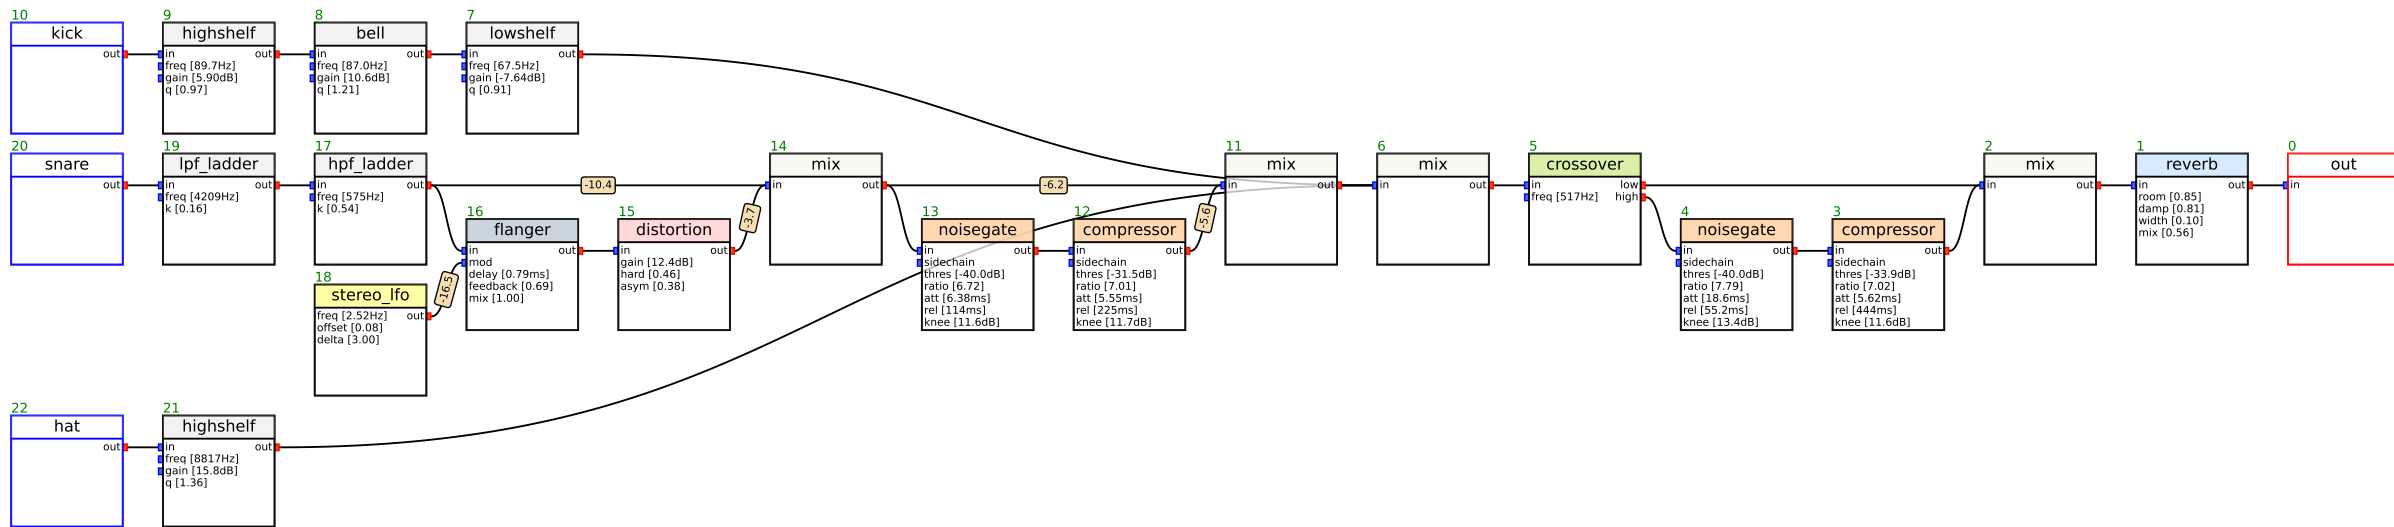 10
kick
out
9
highshelf
in out
freq [89.7Hz]
gain [5.90dB]
q [0.97]
8
bell
in out
freq [87.0Hz]
gain [10.6dB]
q [1.21]
7
lowshelf
in out
freq [67.5Hz]
gain [-7.64dB]
q [0.91]
20
snare
out
19
lpf_ladder
in out
freq [4209Hz]
k [0.16]
17
hpf_ladder
in out
freq [575Hz]
k [0.54]
-10.4
14
mix
in out
-6.2
11
mix
in out
6
mix
in out
5
crossover
in low
freq [517Hz] high
2
mix
in out
1
reverb
in out
room [0.85]
damp [0.81]
width [0.10]
mix [0.56]
0
out
in
16
flanger
in out
mod
delay [0.79ms]
feedback [0.69]
mix [1.00]
15
distortion
in out
gain [12.4dB]
hard [0.46]
asym [0.38]
-3.7
13
noisegate
in out
sidechain
thres [-40.0dB]
ratio [6.72]
att [6.38ms]
rel [114ms]
knee [11.6dB]
12
compressor
in out
sidechain
thres [-31.5dB]
ratio [7.01]
att [5.55ms]
rel [225ms]
knee [11.7dB]
-5.6
4
noisegate
in out
sidechain
thres [-40.0dB]
ratio [7.79]
att [18.6ms]
rel [55.2ms]
knee [13.4dB]
3
compressor
in out
sidechain
thres [-33.9dB]
ratio [7.02]
att [5.62ms]
rel [444ms]
knee [11.6dB]
18
stereo_lfo
freq [2.52Hz] out
offset [0.08]
delta [3.00]
-16.5
22
hat
out
21
highshelf
in out
freq [8817Hz]
gain [15.8dB]
q [1.36]